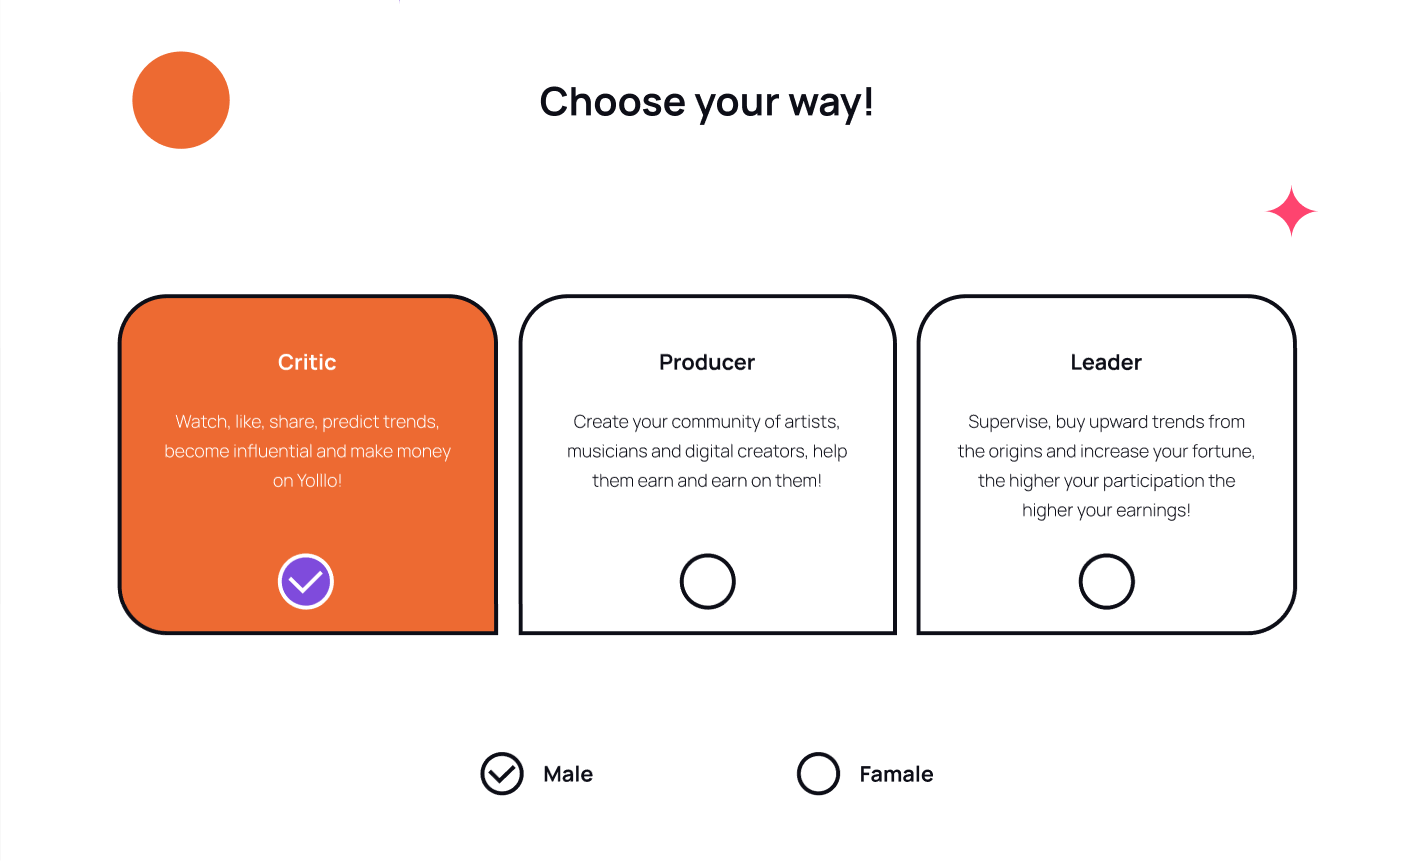 Choose your way!
Critic
Watch, like, share, predict trends,
become influential and make money
on Yolllo!
Producer
Create your community of artists,
musicians and digital creators, help
them earn and earn on them!
Leader
Supervise, buy upward trends from
the origins and increase your fortune,
the higher your participation the
higher your earnings!
Male
Famale